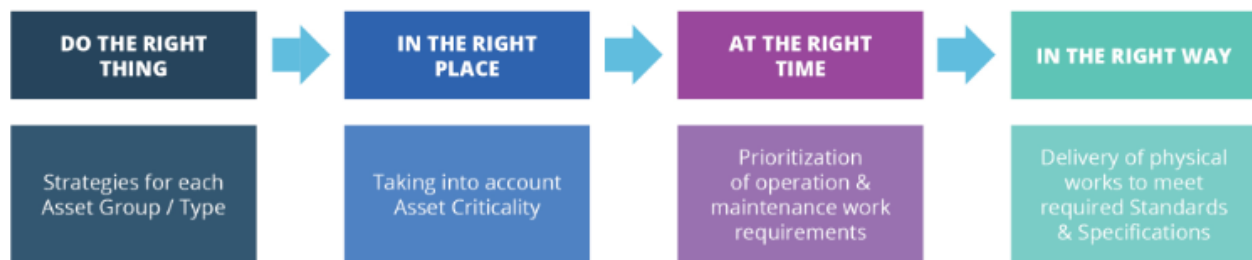 DO THE RIGHT
THING
IN THE RIGHT
PLACE
AT THE RIGHT
TIME
IN THE RIGHT WAY
Strategies for each
Asset Group / Type
Taking into account
Asset Criticality
Prioritization
of operation &
maintenance work
requirements
Delivery of physical
works to meet
required Standards
& Specifications